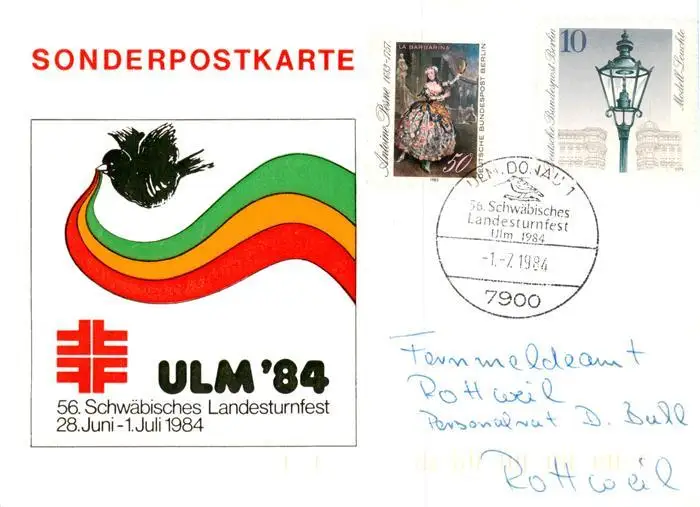 SONDERPOSTKARTE
ULM '84
56. Schwäbisches Landesturnfest
28. Juni - 1. Juli 1984
Antoine Pesne 1683-1757
LA BARBARINA
DEUTSCHE BUNDESPOST BERLIN
50
1983
10
Deutsche Bundespost Berlin
Modell-Leuchte
ULM, DONAU 1
56. Schwäbisches
Landesturnfest
Ulm 1984
-1.-7.1984
7900
Fernmeldeamt
Rottweil
Personalrat D. Bull
Rottweil